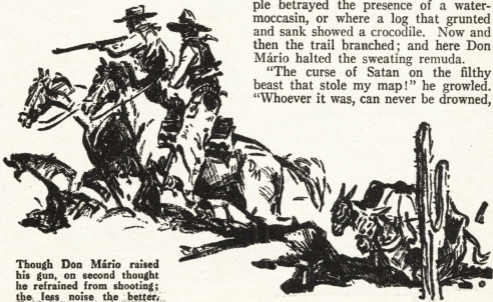 ple betrayed the presence of a water-
moccasin, or where a log that grunted
and sank showed a crocodile. Now and
then the trail branched; and here Don
Mário halted the sweating remuda.
“The curse of Satan on the filthy
beast that stole my map!” he growled.
“Whoever it was, can never be drowned,
Though Don Mário raised
his gun, on second thought
he refrained from shooting;
the less noise the better.